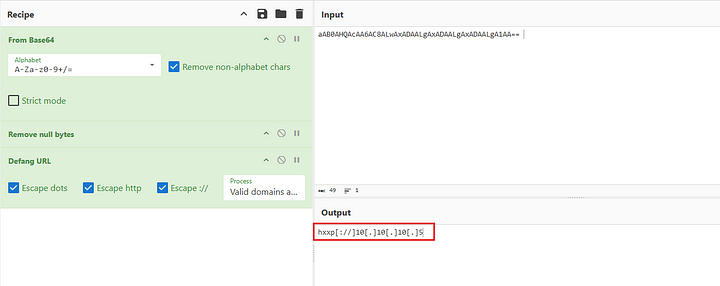 Recipe
From Base64
Alphabet
A-Za-z0-9+/=
Remove non-alphabet chars
Strict mode
Remove null bytes
Defang URL
Escape dots
Escape http
Escape ://
Process
Valid domains a...
Input
aAB0AHQAcAA6AC8ALwAxADAALgAxADAALgAxADAALgA1AA==
49
1
Output
hxxp[://]10[.]10[.]10[.]5